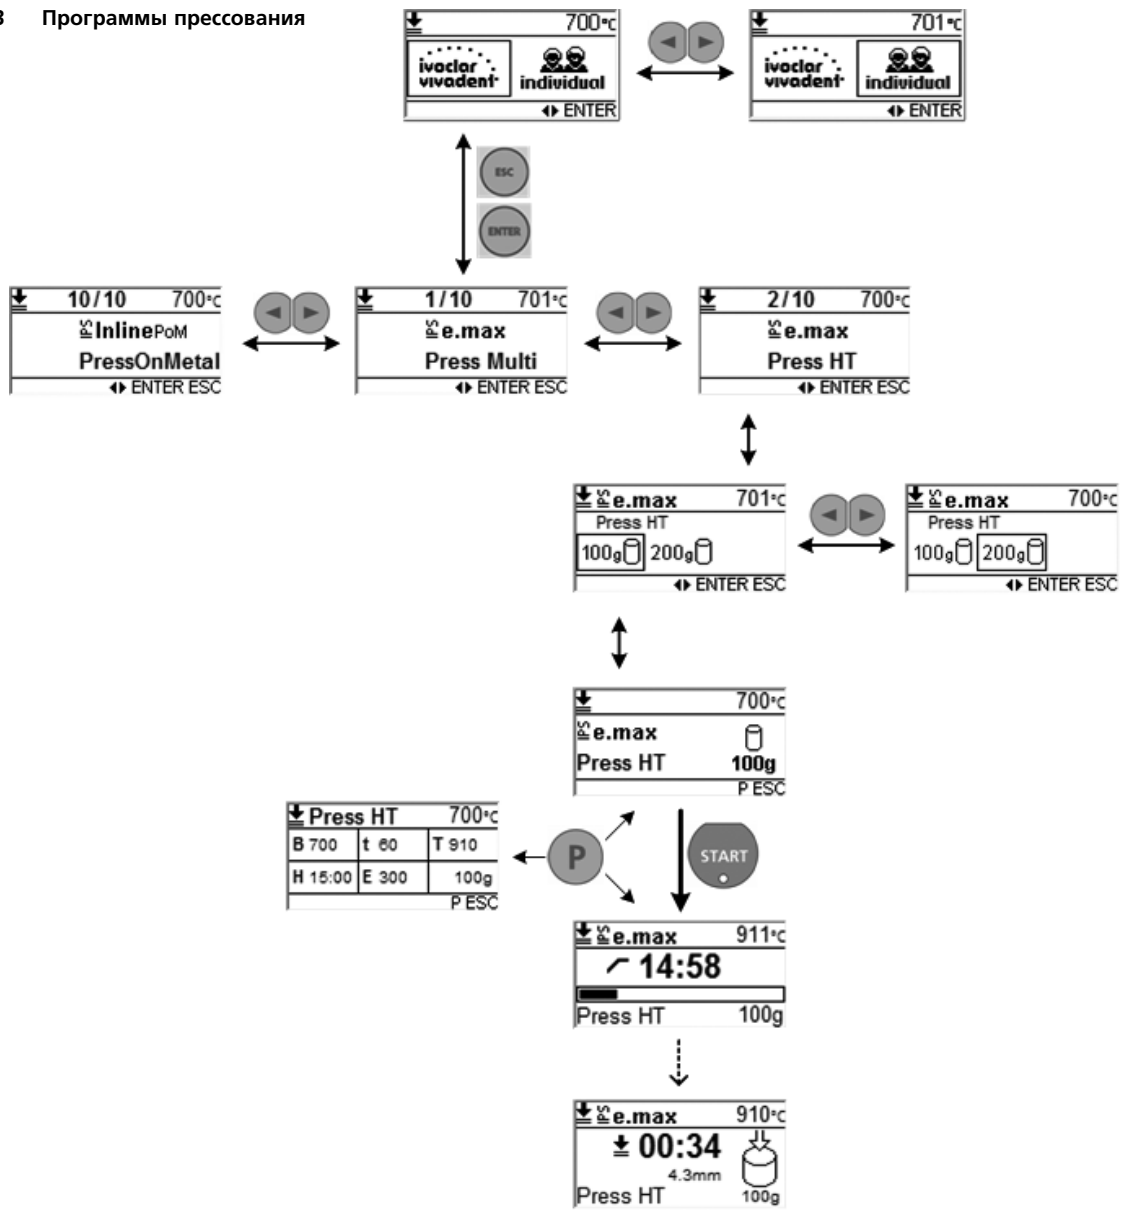 3 Программы прессования
700°C
ivoclar vivadent
individual
ENTER
701°C
ivoclar vivadent
individual
ENTER
ESC
ENTER
10/10 700°C
IPS InlinePoM
PressOnMetal
ENTER ESC
1/10 701°C
IPS e.max
Press Multi
ENTER ESC
2/10 700°C
IPS e.max
Press HT
ENTER ESC
IPS e.max 701°C
Press HT
100g 200g
ENTER ESC
IPS e.max 700°C
Press HT
100g 200g
ENTER ESC
700°C
IPS e.max
Press HT 100g
P ESC
Press HT 700°C
B 700 t 60 T 910
H 15:00 E 300 100g
P ESC
P
START
IPS e.max 911°C
14:58
Press HT 100g
IPS e.max 910°C
00:34
4.3mm
Press HT 100g